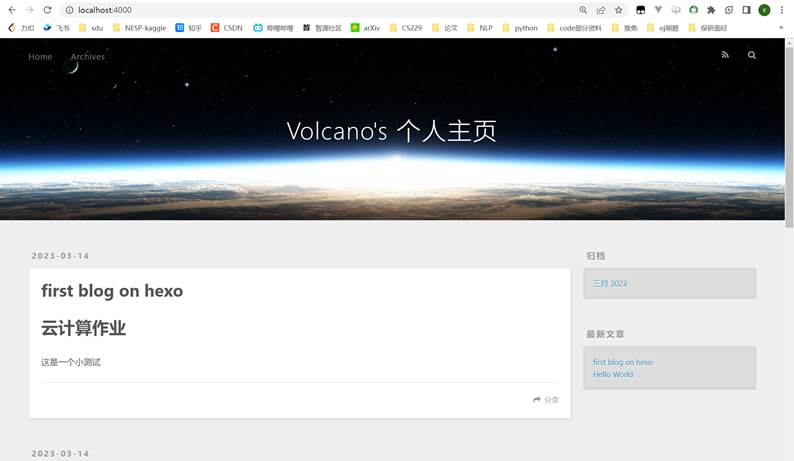 localhost:4000
力扣 飞书 sdu NESP-kaggle 知乎 CSDN 哔哩哔哩 智源社区 arXiv CS229 论文 NLP python code部分资料 推免 oj刷题 保研面经 »
Home Archives
Volcano's 个人主页
2023-03-14
first blog on hexo
云计算作业
这是一个小测试
分享
2023-03-14
归档
三月 2023
最新文章
first blog on hexo
Hello World